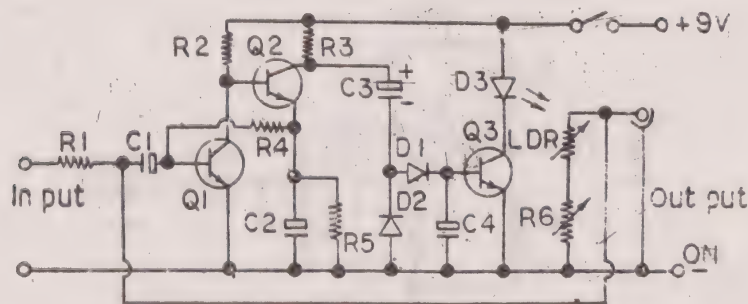 +9V
R2
Q2
R3
C3
+
-
D3
R1
C1
R4
D1
Q3
LDR
In put
Q1
C2
R5
D2
C4
R6
Out put
ON
-